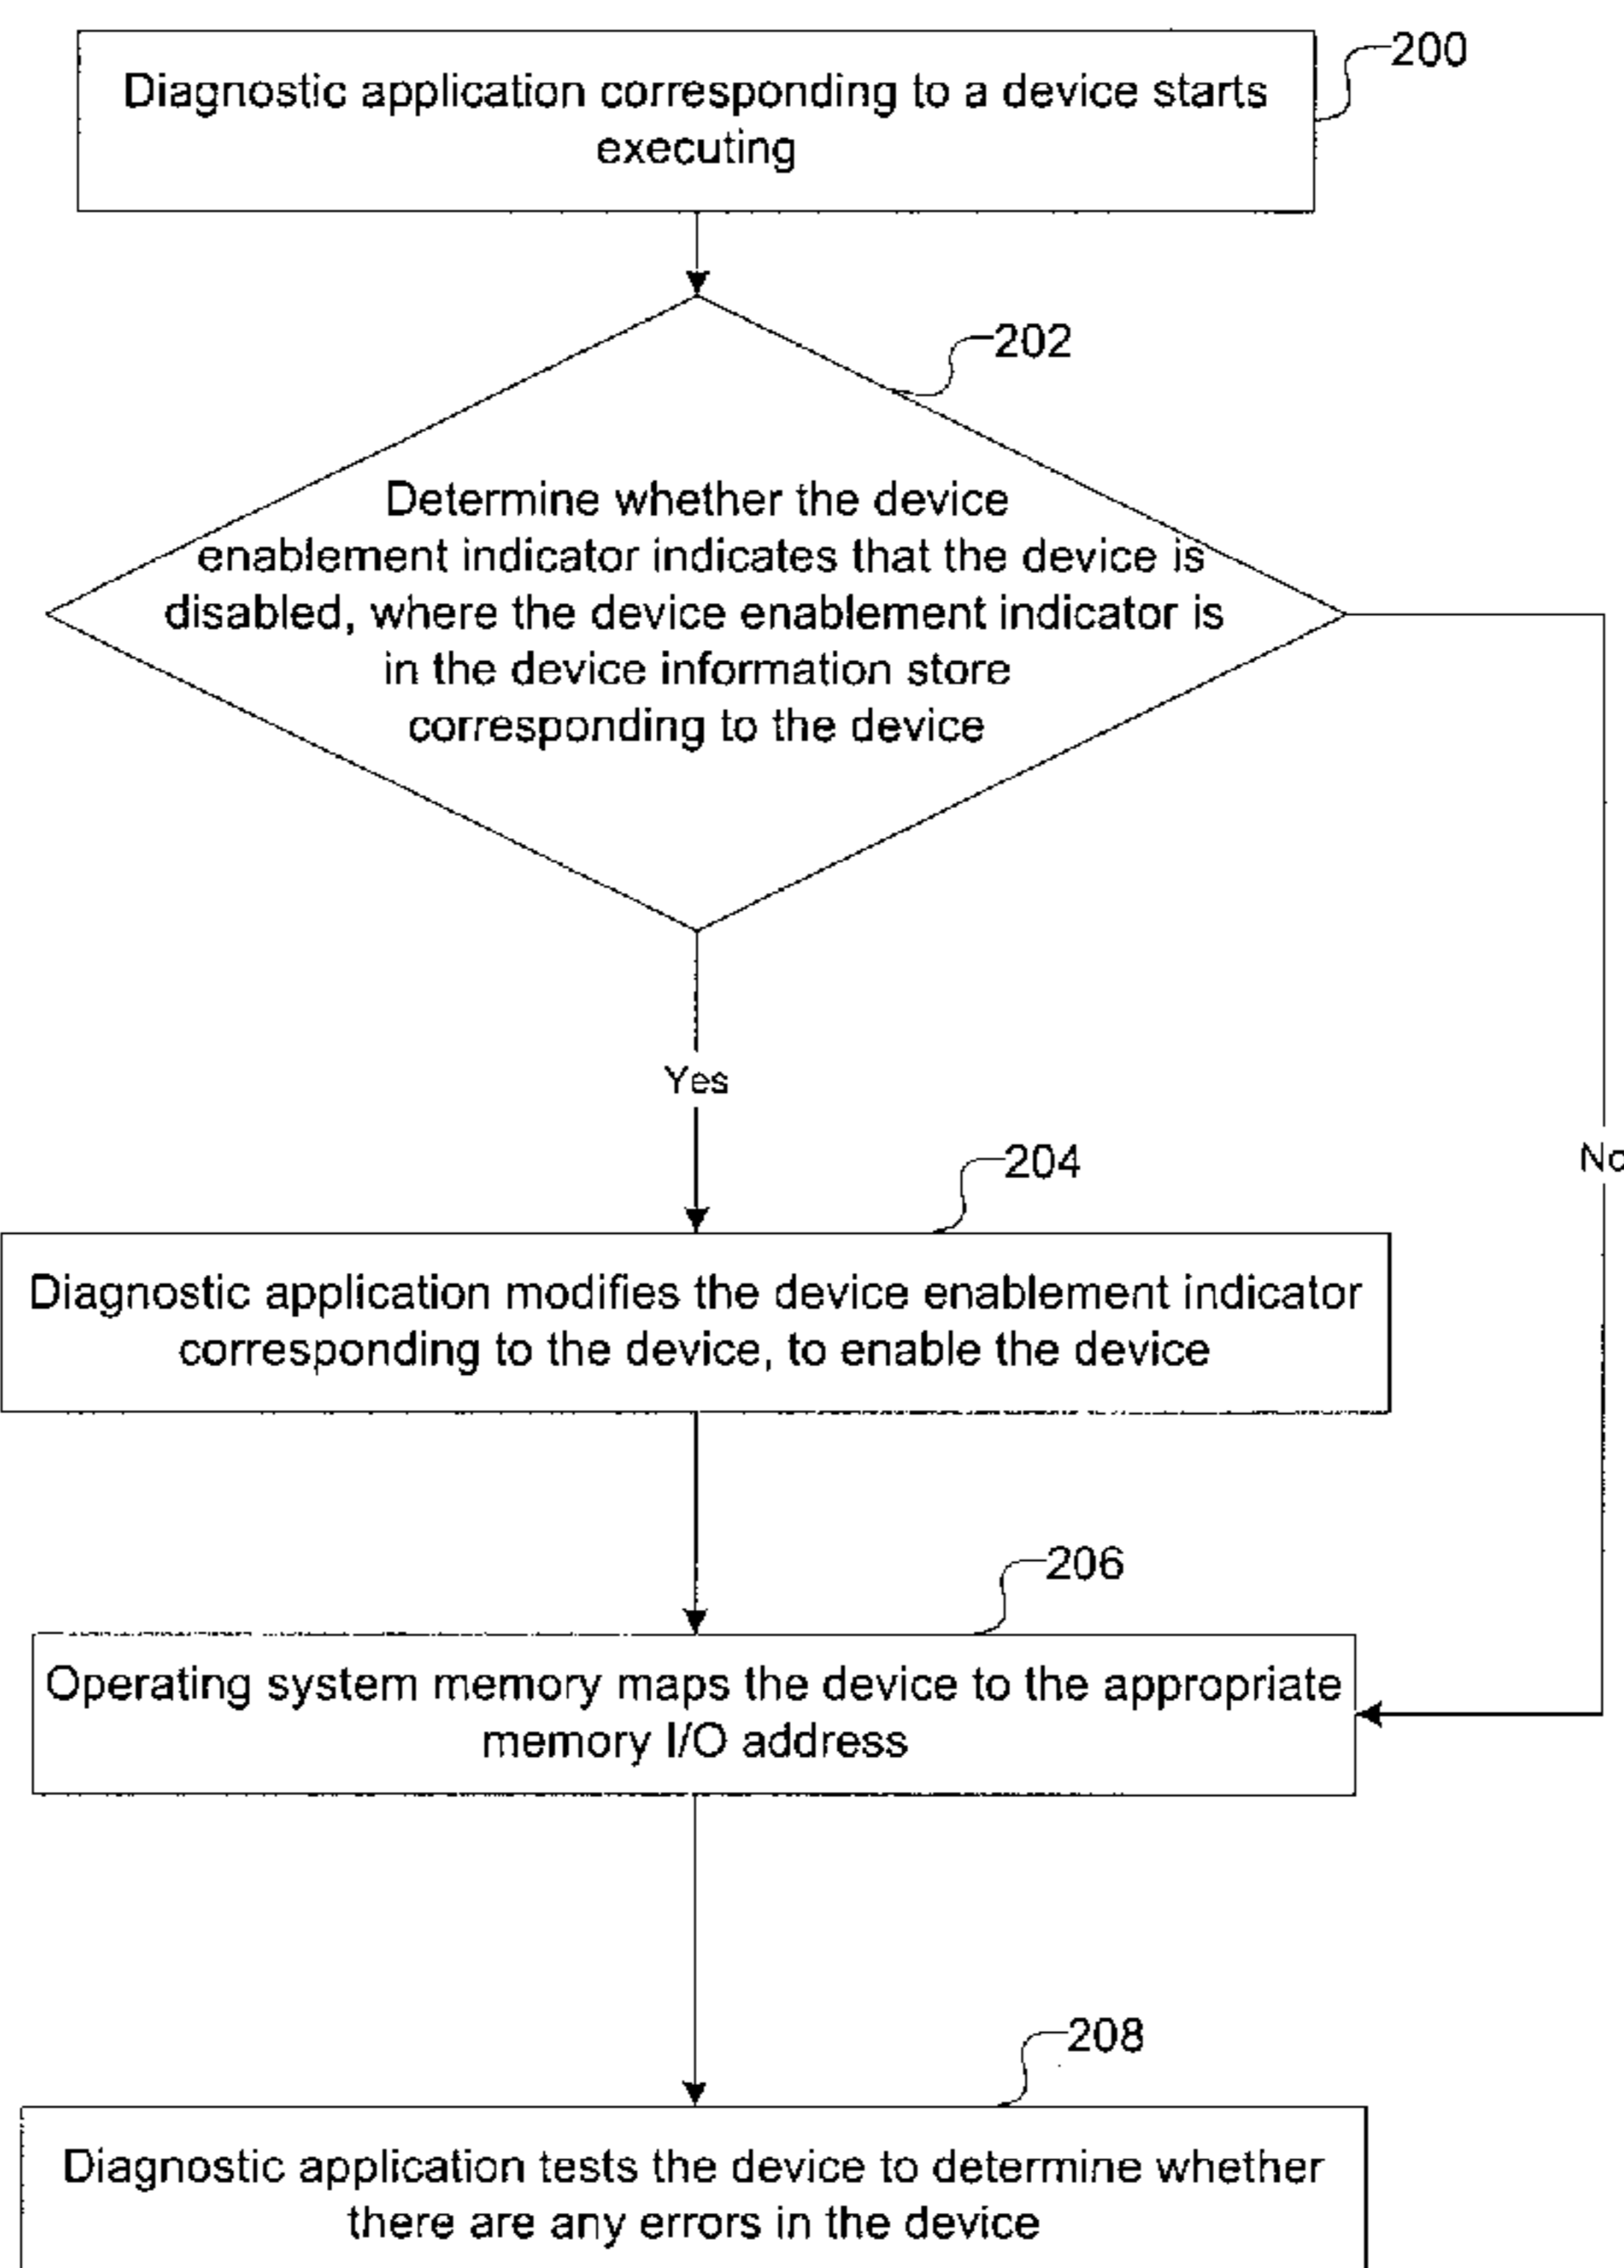 200
Diagnostic application corresponding to a device starts
executing
202
Determine whether the device
enablement indicator indicates that the device is
disabled, where the device enablement indicator is
in the device information store
corresponding to the device
Yes
No
204
Diagnostic application modifies the device enablement indicator
corresponding to the device, to enable the device
206
Operating system memory maps the device to the appropriate
memory I/O address
208
Diagnostic application tests the device to determine whether
there are any errors in the device